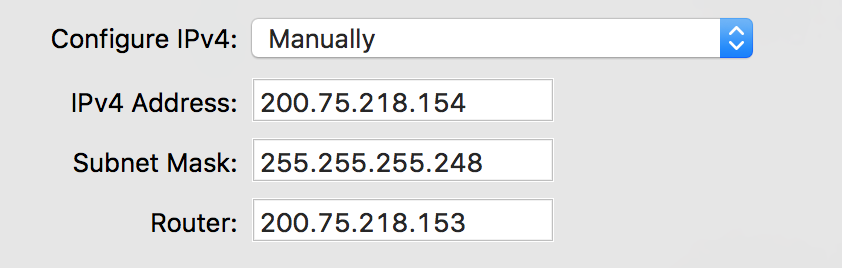 Configure IPv4: Manually
IPv4 Address: 200.75.218.154
Subnet Mask: 255.255.255.248
Router: 200.75.218.153